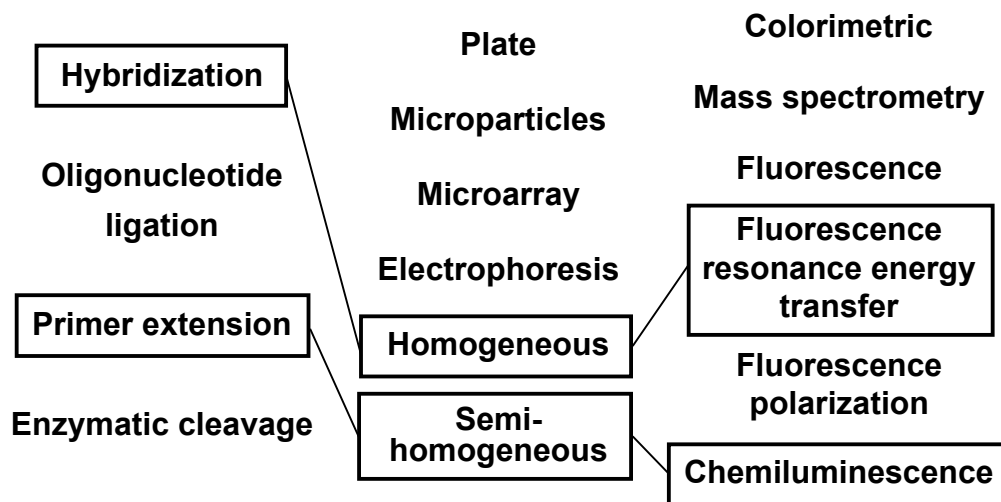 Hybridization
Oligonucleotide
ligation
Primer extension
Enzymatic cleavage
Plate
Microparticles
Microarray
Electrophoresis
Homogeneous
Semi-
homogeneous
Colorimetric
Mass spectrometry
Fluorescence
Fluorescence
resonance energy
transfer
Fluorescence
polarization
Chemiluminescence